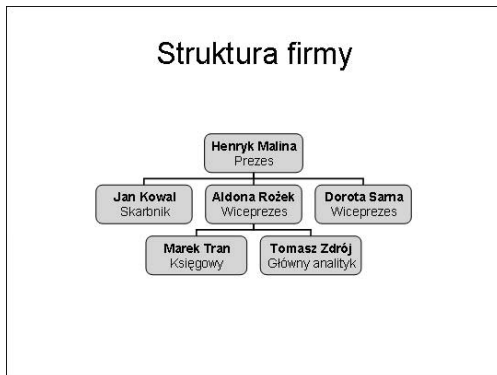 Struktura firmy
Henryk Malina
Prezes
Jan Kowal
Skarbnik
Aldona Rożek
Wiceprezes
Dorota Sarna
Wiceprezes
Marek Tran
Księgowy
Tomasz Zdrój
Główny analityk